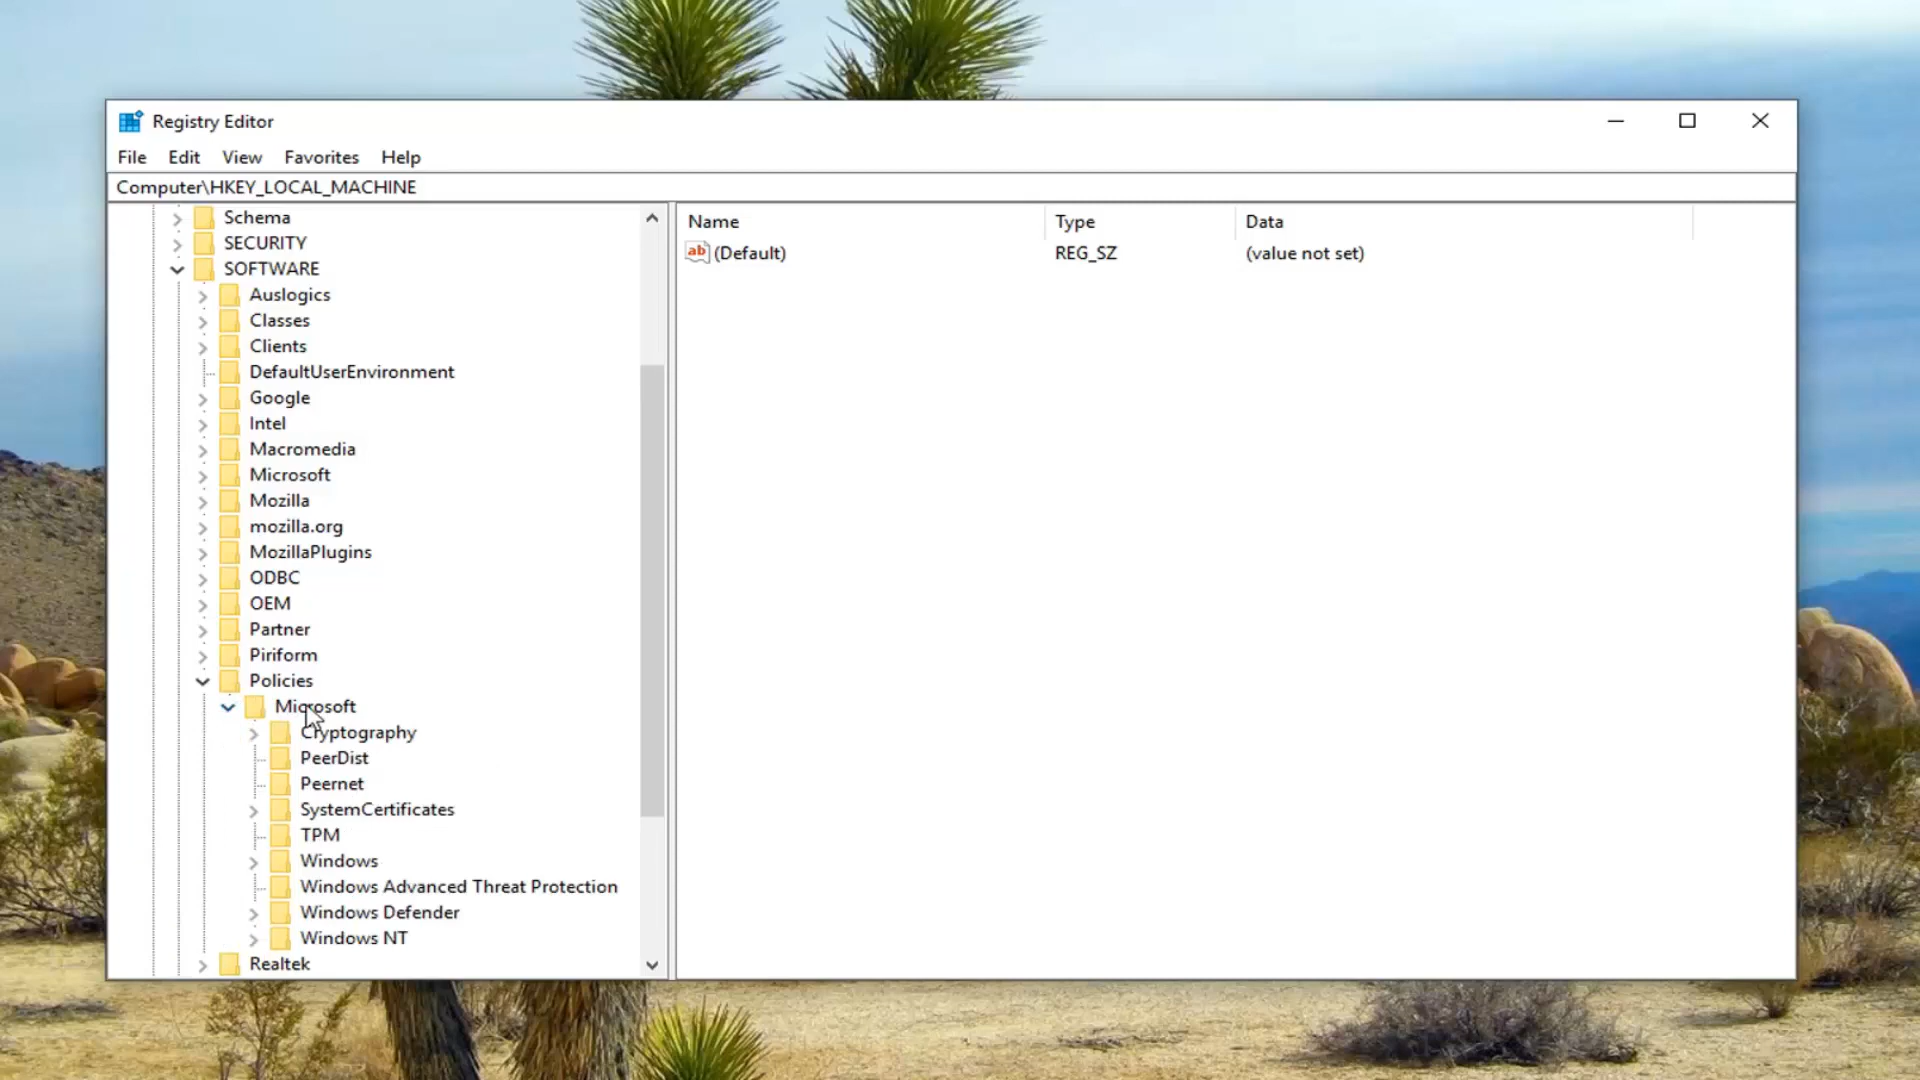 Registry Editor
File Edit View Favorites Help
Computer\HKEY_LOCAL_MACHINE
Name Type Data
ab (Default) REG_SZ (value not set)
Schema
SECURITY
SOFTWARE
Auslogics
Classes
Clients
DefaultUserEnvironment
Google
Intel
Macromedia
Microsoft
Mozilla
mozilla.org
MozillaPlugins
ODBC
OEM
Partner
Piriform
Policies
Microsoft
Cryptography
PeerDist
Peernet
SystemCertificates
TPM
Windows
Windows Advanced Threat Protection
Windows Defender
Windows NT
Realtek